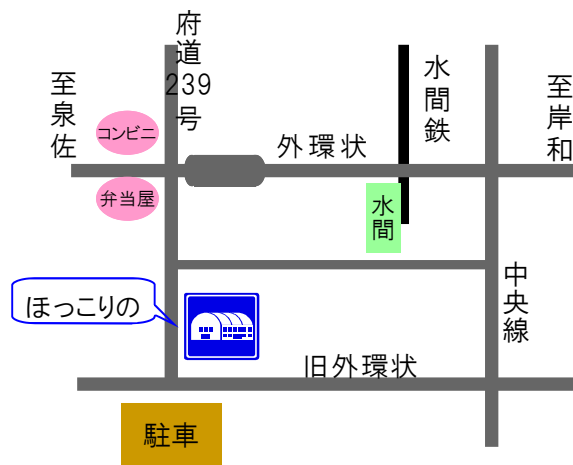 府道
239
号
至泉佐
コンビニ
弁当屋
外環状
水間鉄
至岸和
水間
中央線
ほっこりの
旧外環状
駐車